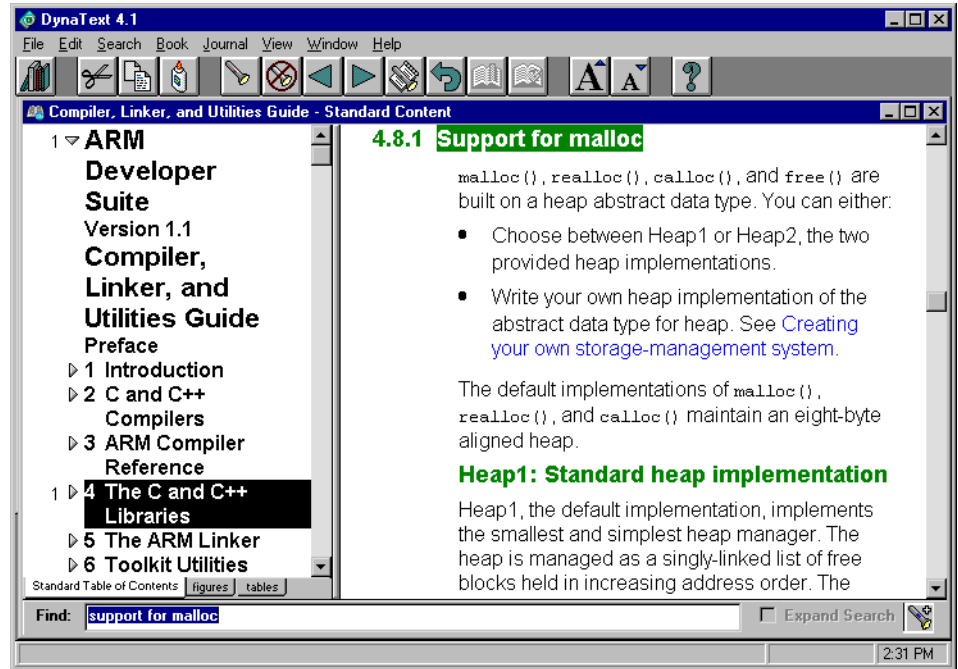 DynaText 4.1
File Edit Search Book Journal View Window Help
A A ?
Compiler, Linker, and Utilities Guide - Standard Content
1 ARM
Developer
Suite
Version 1.1
Compiler,
Linker, and
Utilities Guide
Preface
1 Introduction
2 C and C++
Compilers
3 ARM Compiler
Reference
1 4 The C and C++
Libraries
5 The ARM Linker
6 Toolkit Utilities
Standard Table of Contents figures tables
4.8.1 Support for malloc
malloc(), realloc(), calloc(), and free() are
built on a heap abstract data type. You can either:
• Choose between Heap1 or Heap2, the two
provided heap implementations.
• Write your own heap implementation of the
abstract data type for heap. See Creating
your own storage-management system.
The default implementations of malloc(),
realloc(), and calloc() maintain an eight-byte
aligned heap.
Heap1: Standard heap implementation
Heap1, the default implementation, implements
the smallest and simplest heap manager. The
heap is managed as a singly-linked list of free
blocks held in increasing address order. The
Find: support for malloc Expand Search
2:31 PM